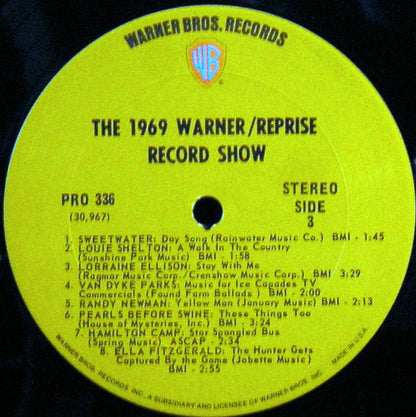 WARNER BROS. RECORDS
WB
THE 1969 WARNER/REPRISE
RECORD SHOW
PRO 336
(30,967)
STEREO
SIDE
3
1. SWEETWATER: Day Song (Rainwater Music Co.) BMI - 1:45
2. LOUIE SHELTON: A Walk In The Country
(Sunshine Park Music) BMI - 1:58
3. LORRAINE ELLISON: Stay With Me
(Ragmar Music Corp./Crenshaw Music Corp.) BMI 3:29
4. VAN DYKE PARKS: Music for Ice Capades TV
Commercials (Found Farm Ballads) BMI - 2:00
5. RANDY NEWMAN: Yellow Man (January Music) BMI - 2:13
6. PEARLS BEFORE SWINE: These Things Too
(House of Mysteries, Inc.) BMI - 3:24
7. HAMILTON CAMP: Star Spangled Bus
(Spring Music) ASCAP - 2:34
8. ELLA FITZGERALD: The Hunter Gets
Captured By the Game (Jobette Music)
BMI - 2:55
WARNER BROS. RECORDS INC. A SUBSIDIARY AND LICENSEE OF WARNER BROS. INC. MADE IN U.S.A.